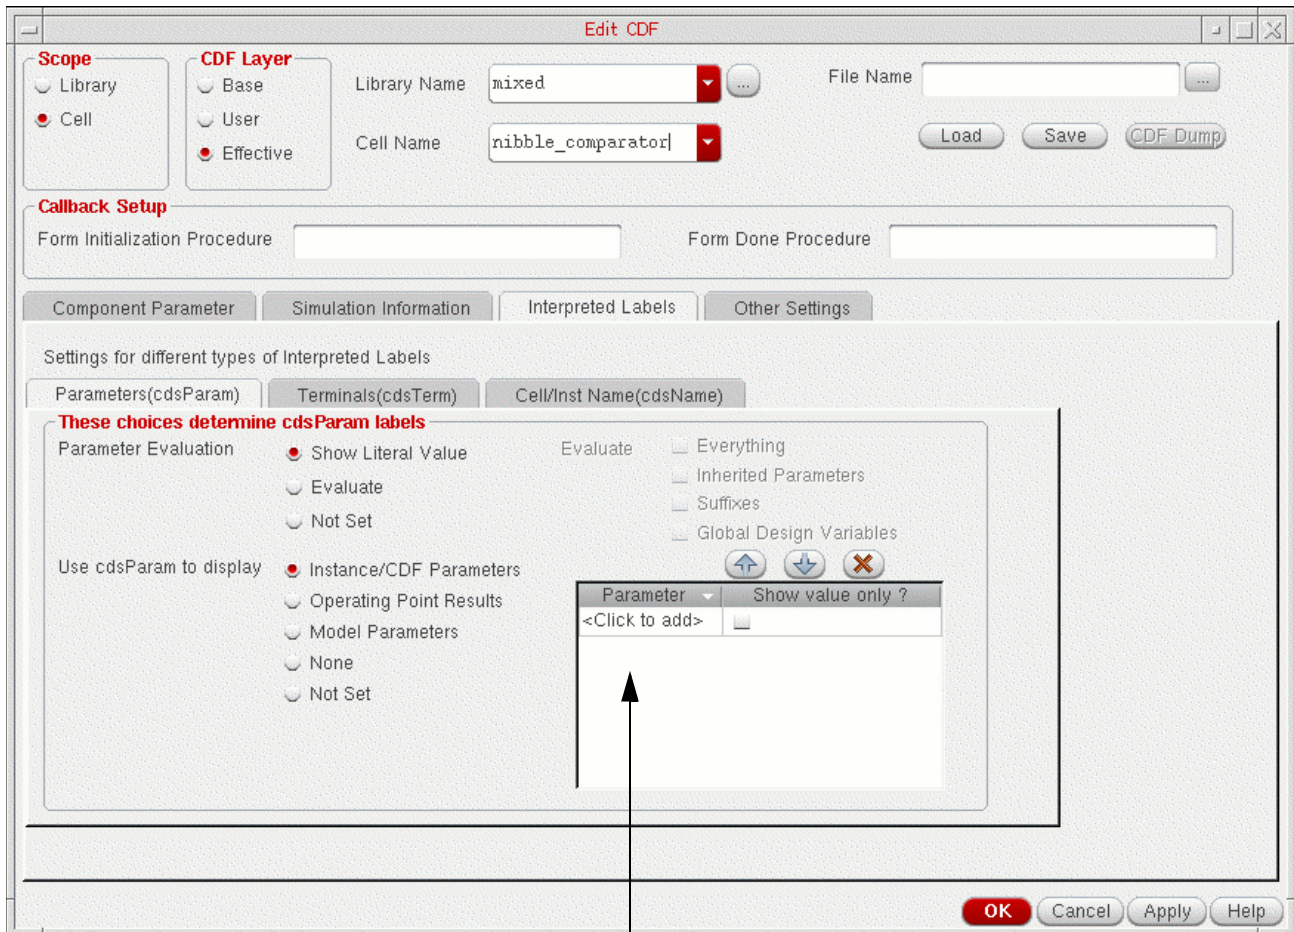 Edit CDF
Scope
Library
Cell
CDF Layer
Base
User
Effective
Library Name mixed ...
Cell Name nibble_comparator
File Name ...
Load Save CDF Dump
Callback Setup
Form Initialization Procedure Form Done Procedure
Component Parameter Simulation Information Interpreted Labels Other Settings
Settings for different types of Interpreted Labels
Parameters(cdsParam) Terminals(cdsTerm) Cell/Inst Name(cdsName)
These choices determine cdsParam labels
Parameter Evaluation Show Literal Value
Evaluate
Not Set
Evaluate Everything
Inherited Parameters
Suffixes
Global Design Variables
Use cdsParam to display Instance/CDF Parameters
Operating Point Results
Model Parameters
None
Not Set
Parameter Show value only ?
<Click to add>
OK Cancel Apply Help